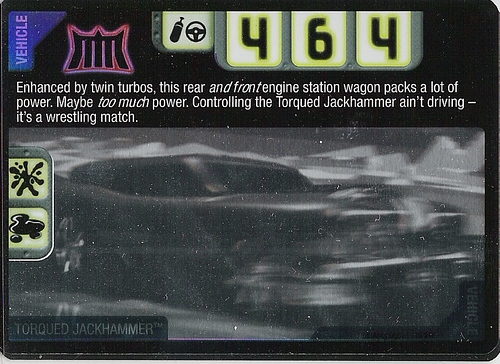 VEHICLE
4 6 4
Enhanced by twin turbos, this rear and front engine station wagon packs a lot of
power. Maybe too much power. Controlling the Torqued Jackhammer ain't driving –
it's a wrestling match.
TORQUED JACKHAMMER™
VEHICLE